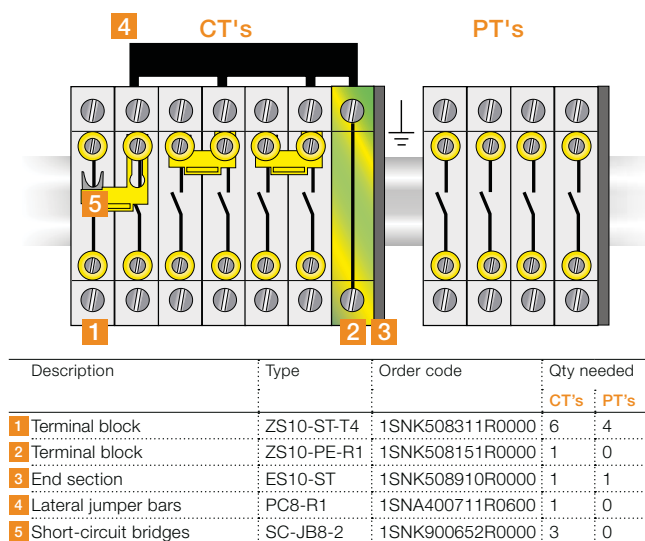 4 CT's PT's
5
1 2 3
Description Type Order code Qty needed
CT's PT's
1 Terminal block ZS10-ST-T4 1SNK508311R0000 6 4
2 Terminal block ZS10-PE-R1 1SNK508151R0000 1 0
3 End section ES10-ST 1SNK508910R0000 1 1
4 Lateral jumper bars PC8-R1 1SNA400711R0600 1 0
5 Short-circuit bridges SC-JB8-2 1SNK900652R0000 3 0